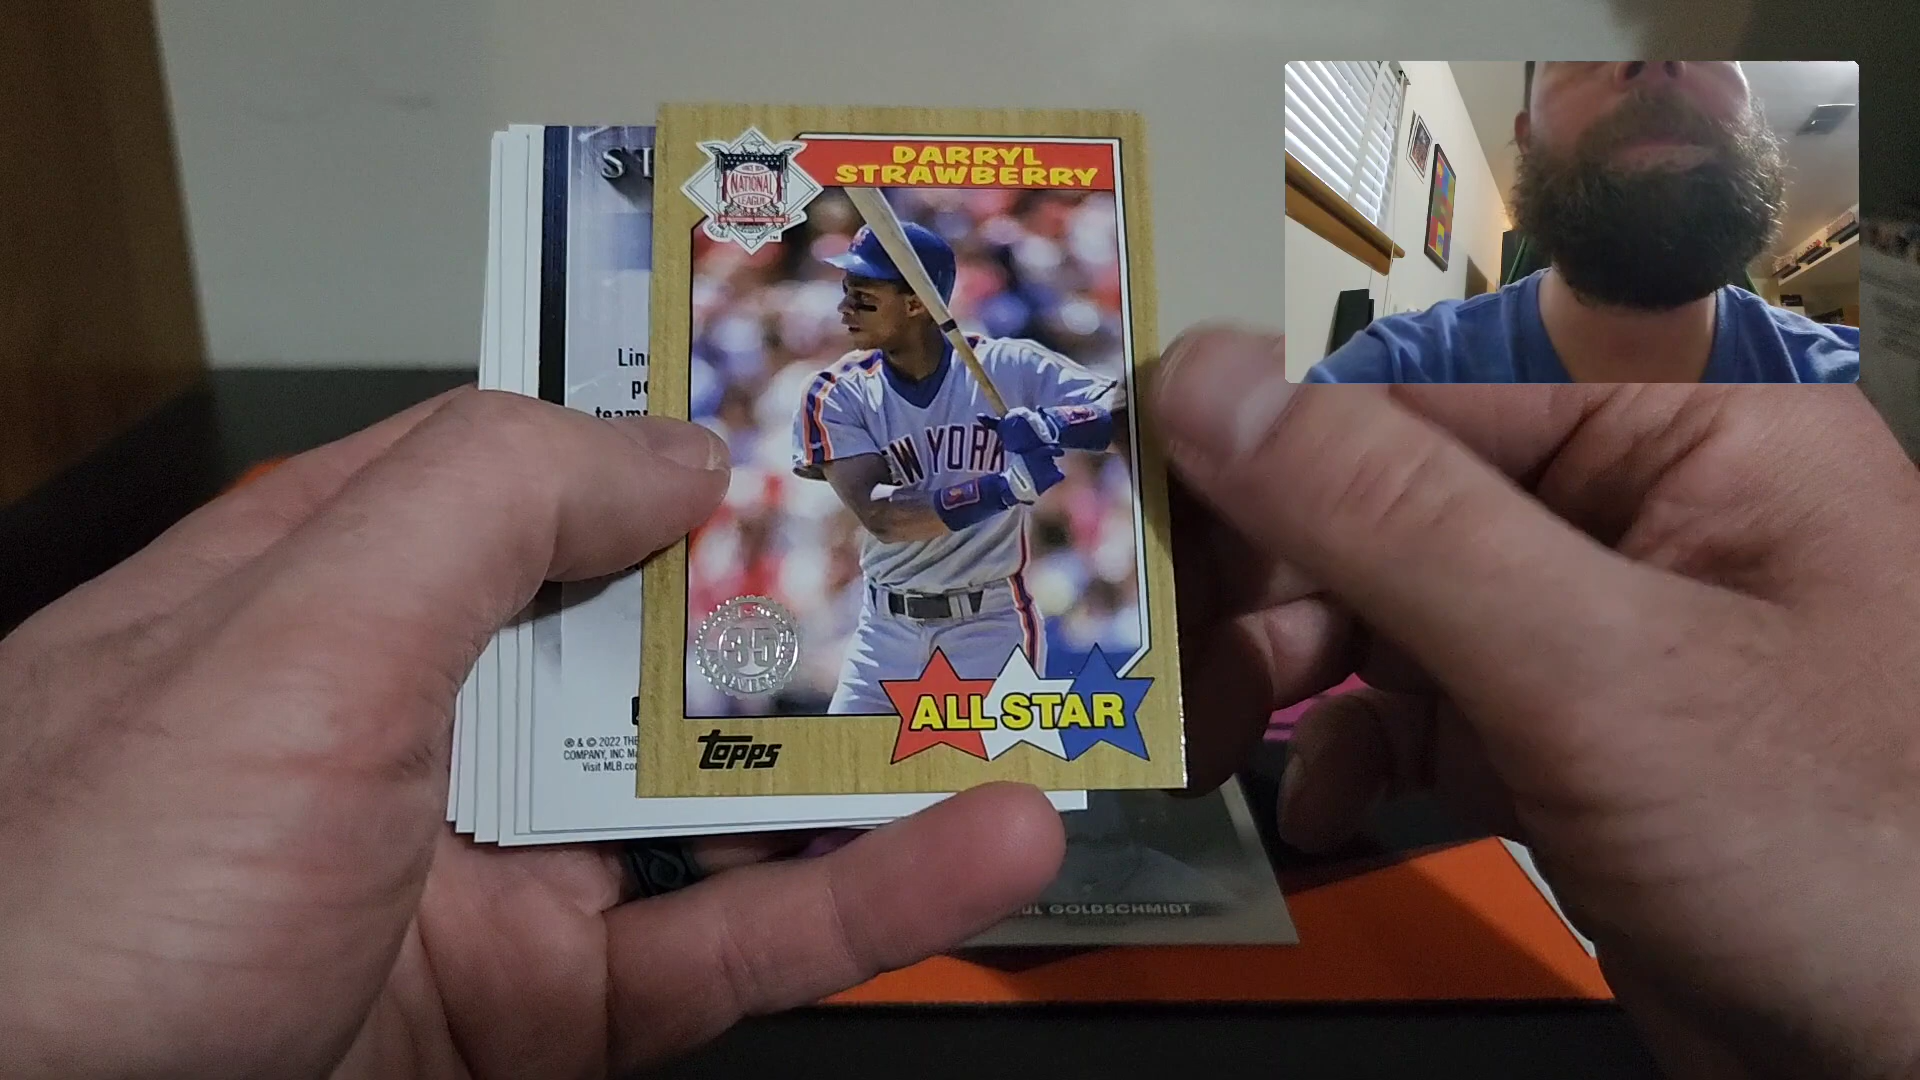 DARRYL
STRAWBERRY
NATIONAL
LEAGUE
NEW YORK
35
ALL STAR
topps
ST
Lin
pe
team
® & © 2022 THE
COMPANY, INC
Visit MLB.co
UL GOLDSCHMIDT